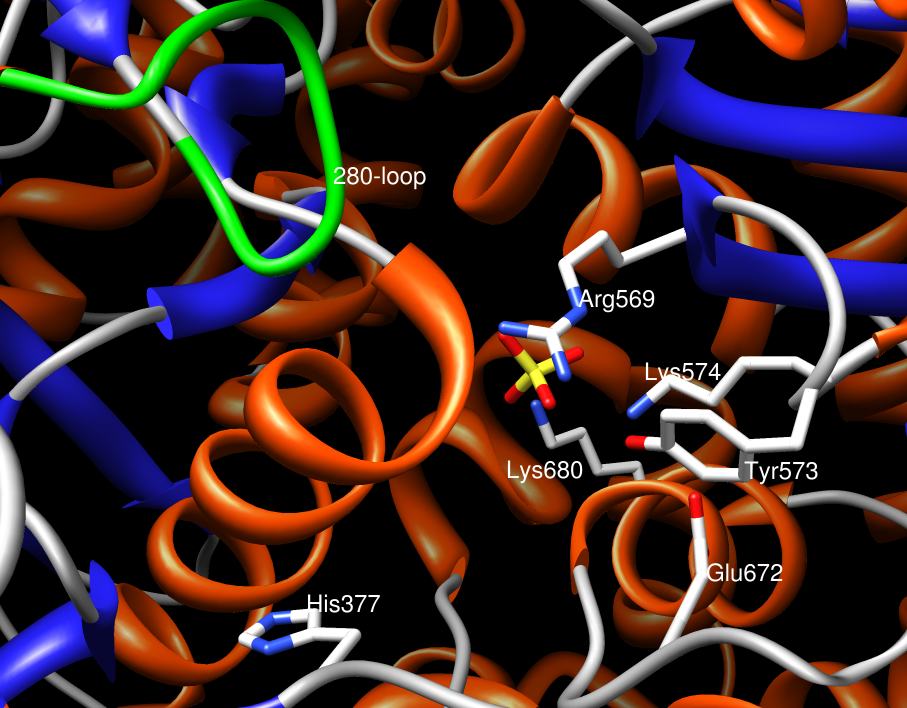 280-loop
Arg569
Lys574
Lys680
Tyr573
Glu672
His377